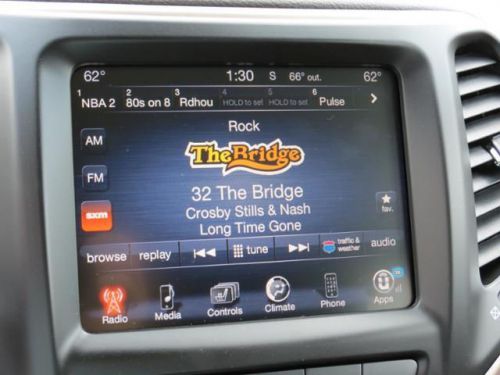 62° 1:30 S 66° out. 62°
1 2 3 4 5 6
NBA 2 80s on 8 Rdhou HOLD to set HOLD to set Pulse
Rock
AM
The Bridge
FM
32 The Bridge
Crosby Stills & Nash
Long Time Gone
sxm
fav.
browse replay tune traffic & weather audio
Radio Media Controls Climate Phone Apps